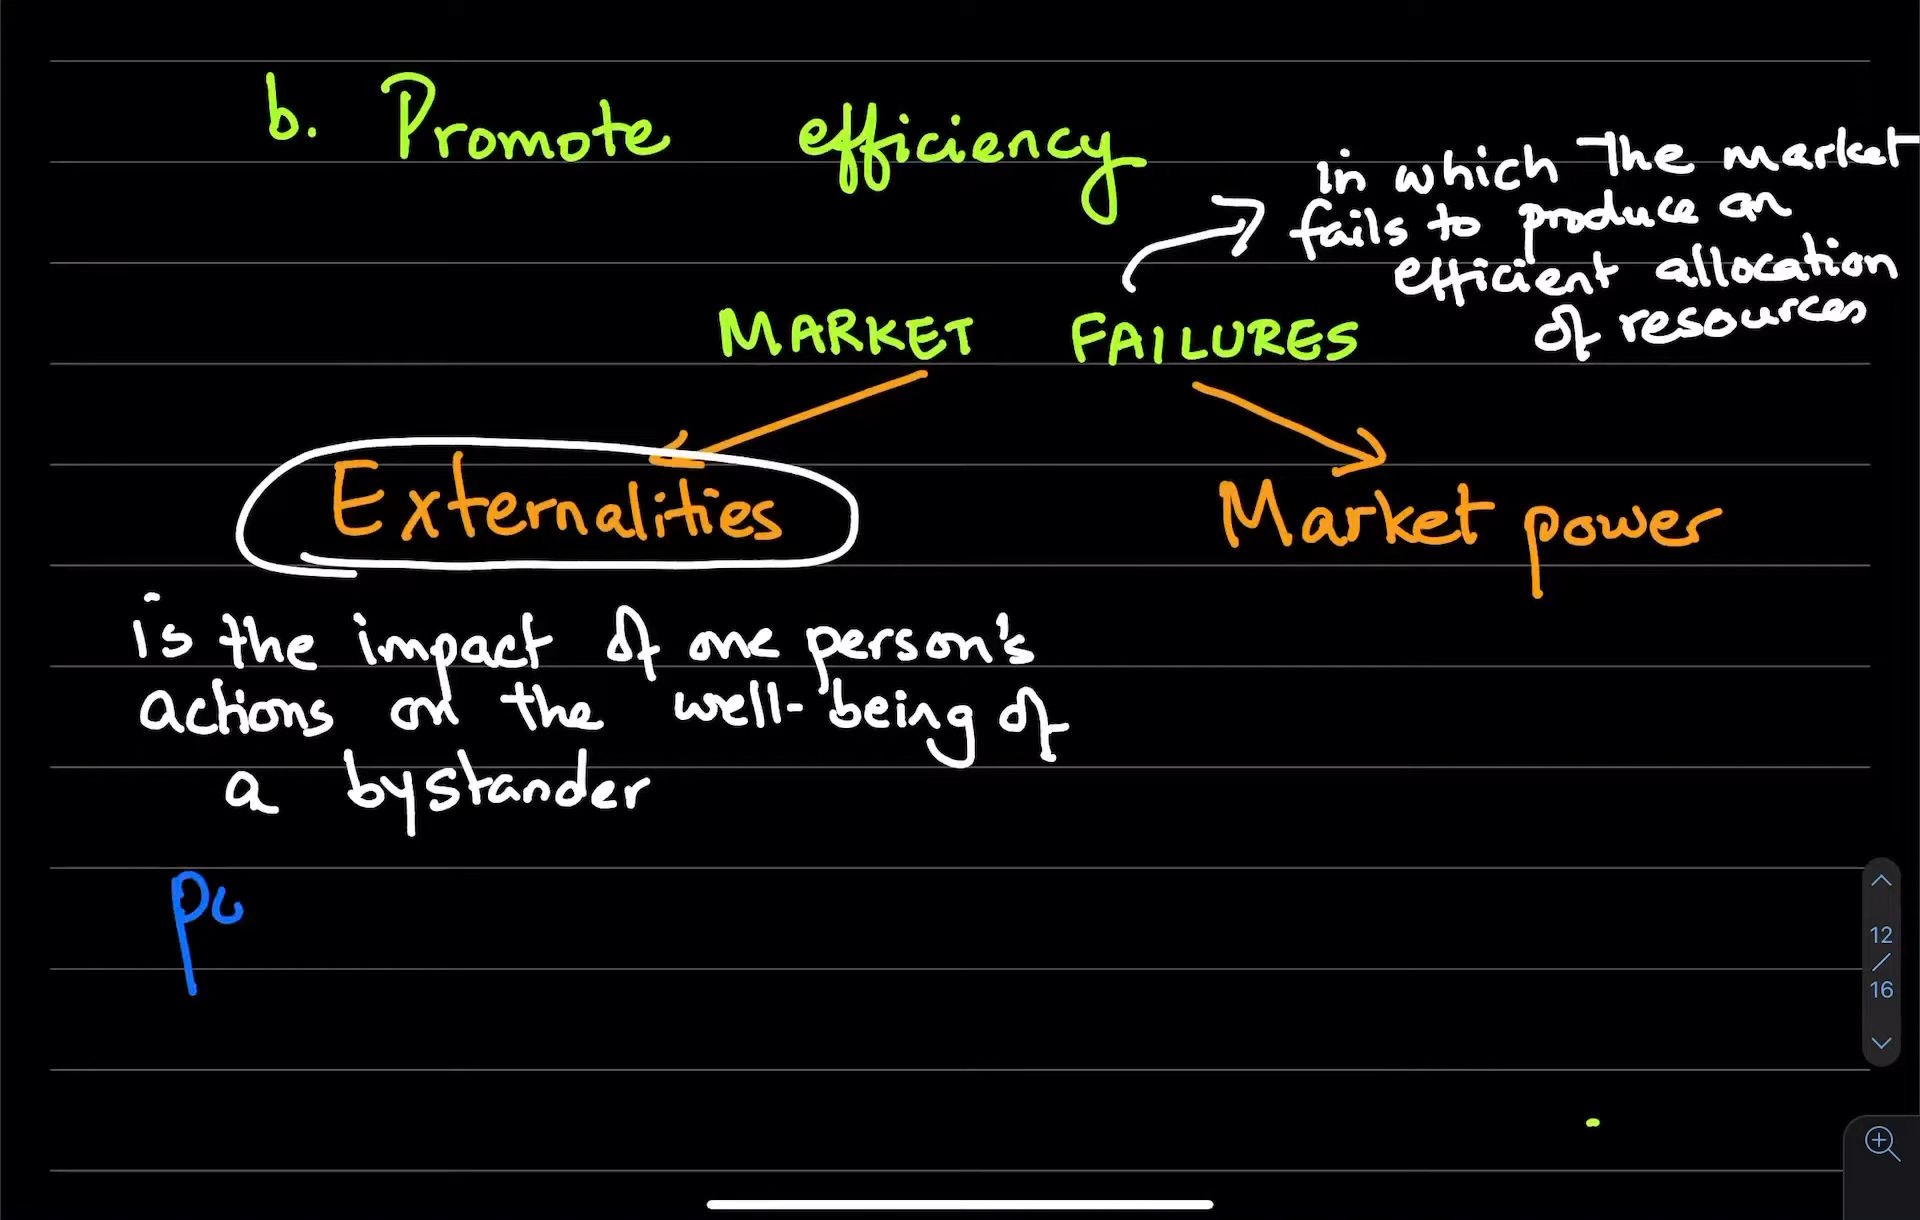 b. Promote efficiency
in which the market
fails to produce an
efficient allocation
of resources
MARKET FAILURES
Externalities
Market power
is the impact of one person's
actions on the well-being of
a bystander
po
12
/
16